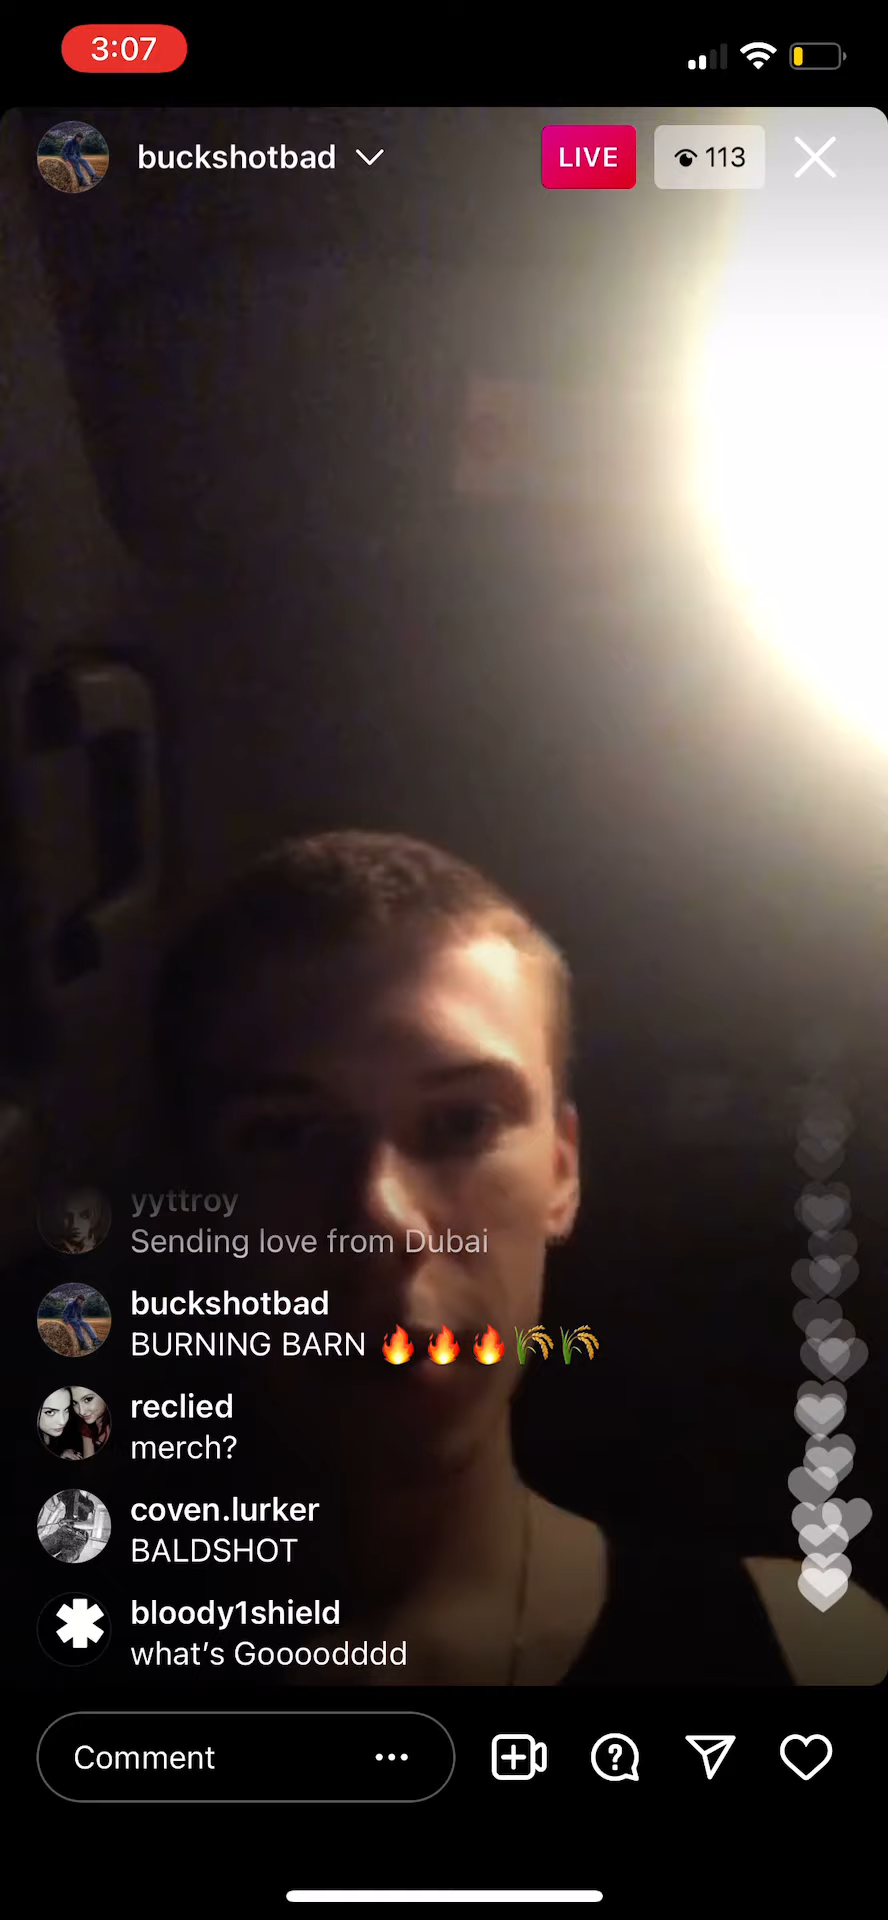 3:07
buckshotbad
LIVE
113
yyttroy
Sending love from Dubai
buckshotbad
BURNING BARN 🔥🔥🔥🌾🌾
reclied
merch?
coven.lurker
BALDSHOT
bloody1shield
what's Goooodddd
Comment